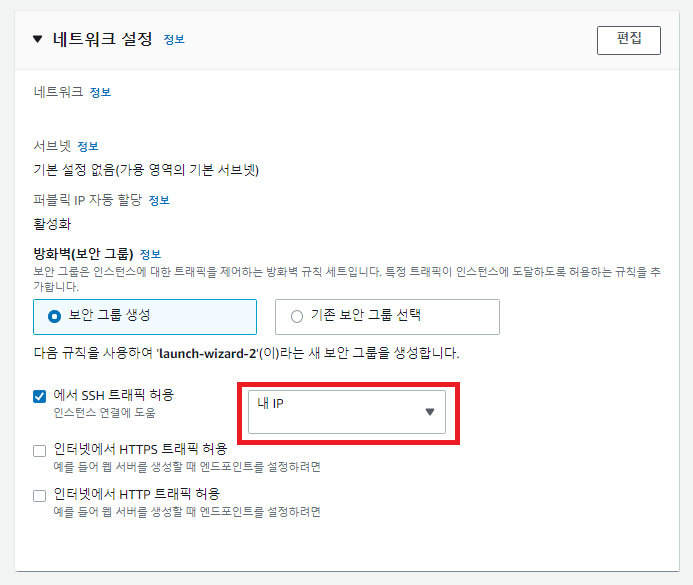 네트워크 설정 정보
편집
네트워크 정보
서브넷 정보
기본 설정 없음(가용 영역의 기본 서브넷)
퍼블릭 IP 자동 할당 정보
활성화
방화벽(보안 그룹) 정보
보안 그룹은 인스턴스에 대한 트래픽을 제어하는 방화벽 규칙 세트입니다. 특정 트래픽이 인스턴스에 도달하도록 허용하는 규칙을 추
가합니다.
보안 그룹 생성
기존 보안 그룹 선택
다음 규칙을 사용하여 'launch-wizard-2'(이)라는 새 보안 그룹을 생성합니다.
에서 SSH 트래픽 허용
인스턴스 연결에 도움
내 IP
인터넷에서 HTTPS 트래픽 허용
예를 들어 웹 서버를 생성할 때 엔드포인트를 설정하려면
인터넷에서 HTTP 트래픽 허용
예를 들어 웹 서버를 생성할 때 엔드포인트를 설정하려면